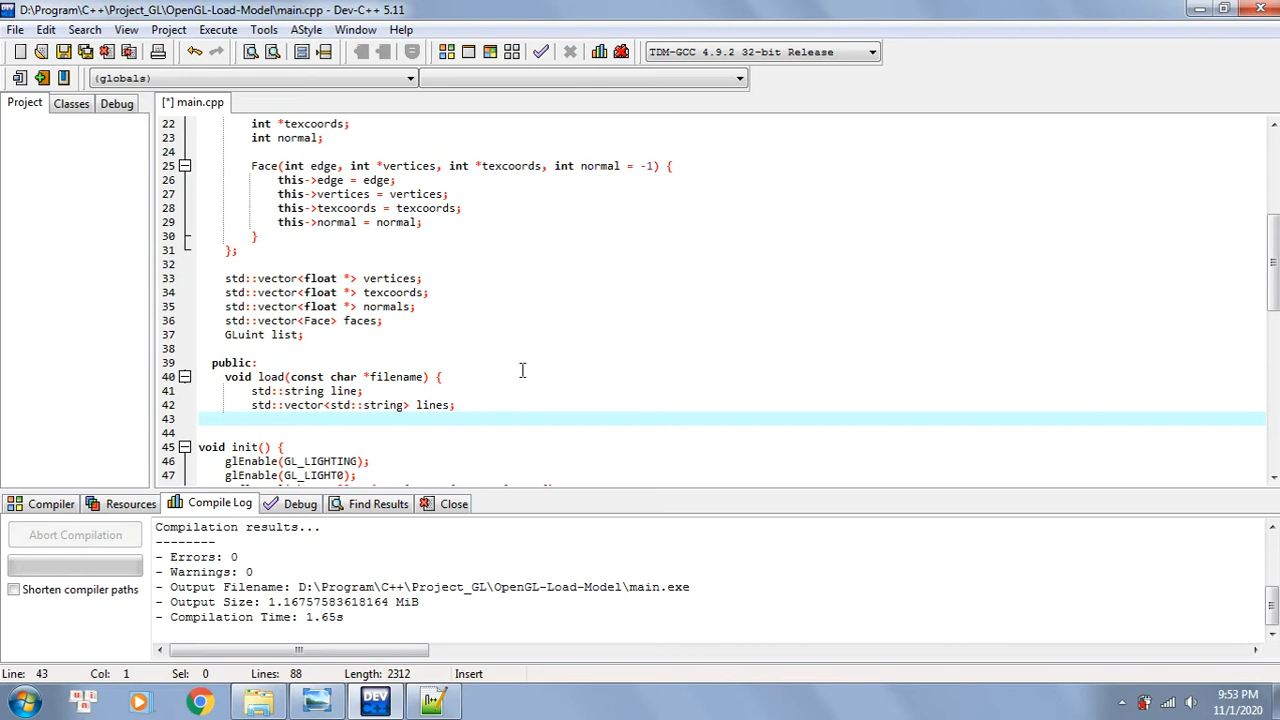 D:\Program\C++\Project_GL\OpenGL-Load-Model\main.cpp - Dev-C++ 5.11
File Edit Search View Project Execute Tools AStyle Window Help
TDM-GCC 4.9.2 32-bit Release
(globals)
Project Classes Debug [*] main.cpp
22 int *texcoords;
23 int normal;
24
25 Face(int edge, int *vertices, int *texcoords, int normal = -1) {
26 this->edge = edge;
27 this->vertices = vertices;
28 this->texcoords = texcoords;
29 this->normal = normal;
30 }
31 };
32
33 std::vector<float *> vertices;
34 std::vector<float *> texcoords;
35 std::vector<float *> normals;
36 std::vector<Face> faces;
37 GLuint list;
38
39 public:
40 void load(const char *filename) {
41 std::string line;
42 std::vector<std::string> lines;
43
44
45 void init() {
46 glEnable(GL_LIGHTING);
47 glEnable(GL_LIGHT0);
Compiler Resources Compile Log Debug Find Results Close
Abort Compilation
Shorten compiler paths
Compilation results...
--------
- Errors: 0
- Warnings: 0
- Output Filename: D:\Program\C++\Project_GL\OpenGL-Load-Model\main.exe
- Output Size: 1.16757583618164 MiB
- Compilation Time: 1.65s
Line: 43 Col: 1 Sel: 0 Lines: 88 Length: 2312 Insert
DEV
9:53 PM
11/1/2020